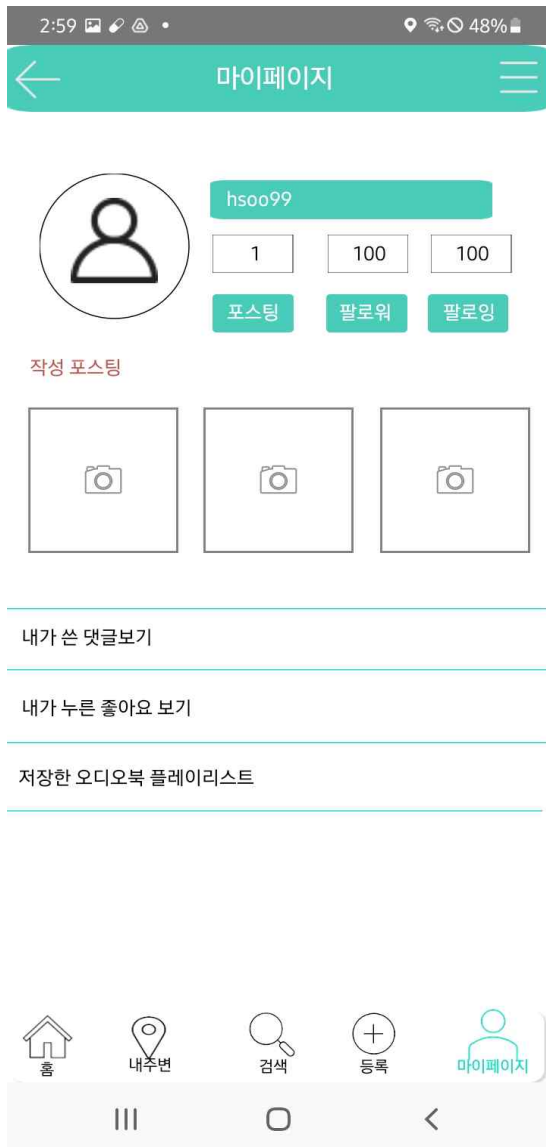 2:59 48%
마이페이지
hsoo99
1 100 100
포스팅 팔로워 팔로잉
작성 포스팅
내가 쓴 댓글보기
내가 누른 좋아요 보기
저장한 오디오북 플레이리스트
홈 내주변 검색 등록 마이페이지